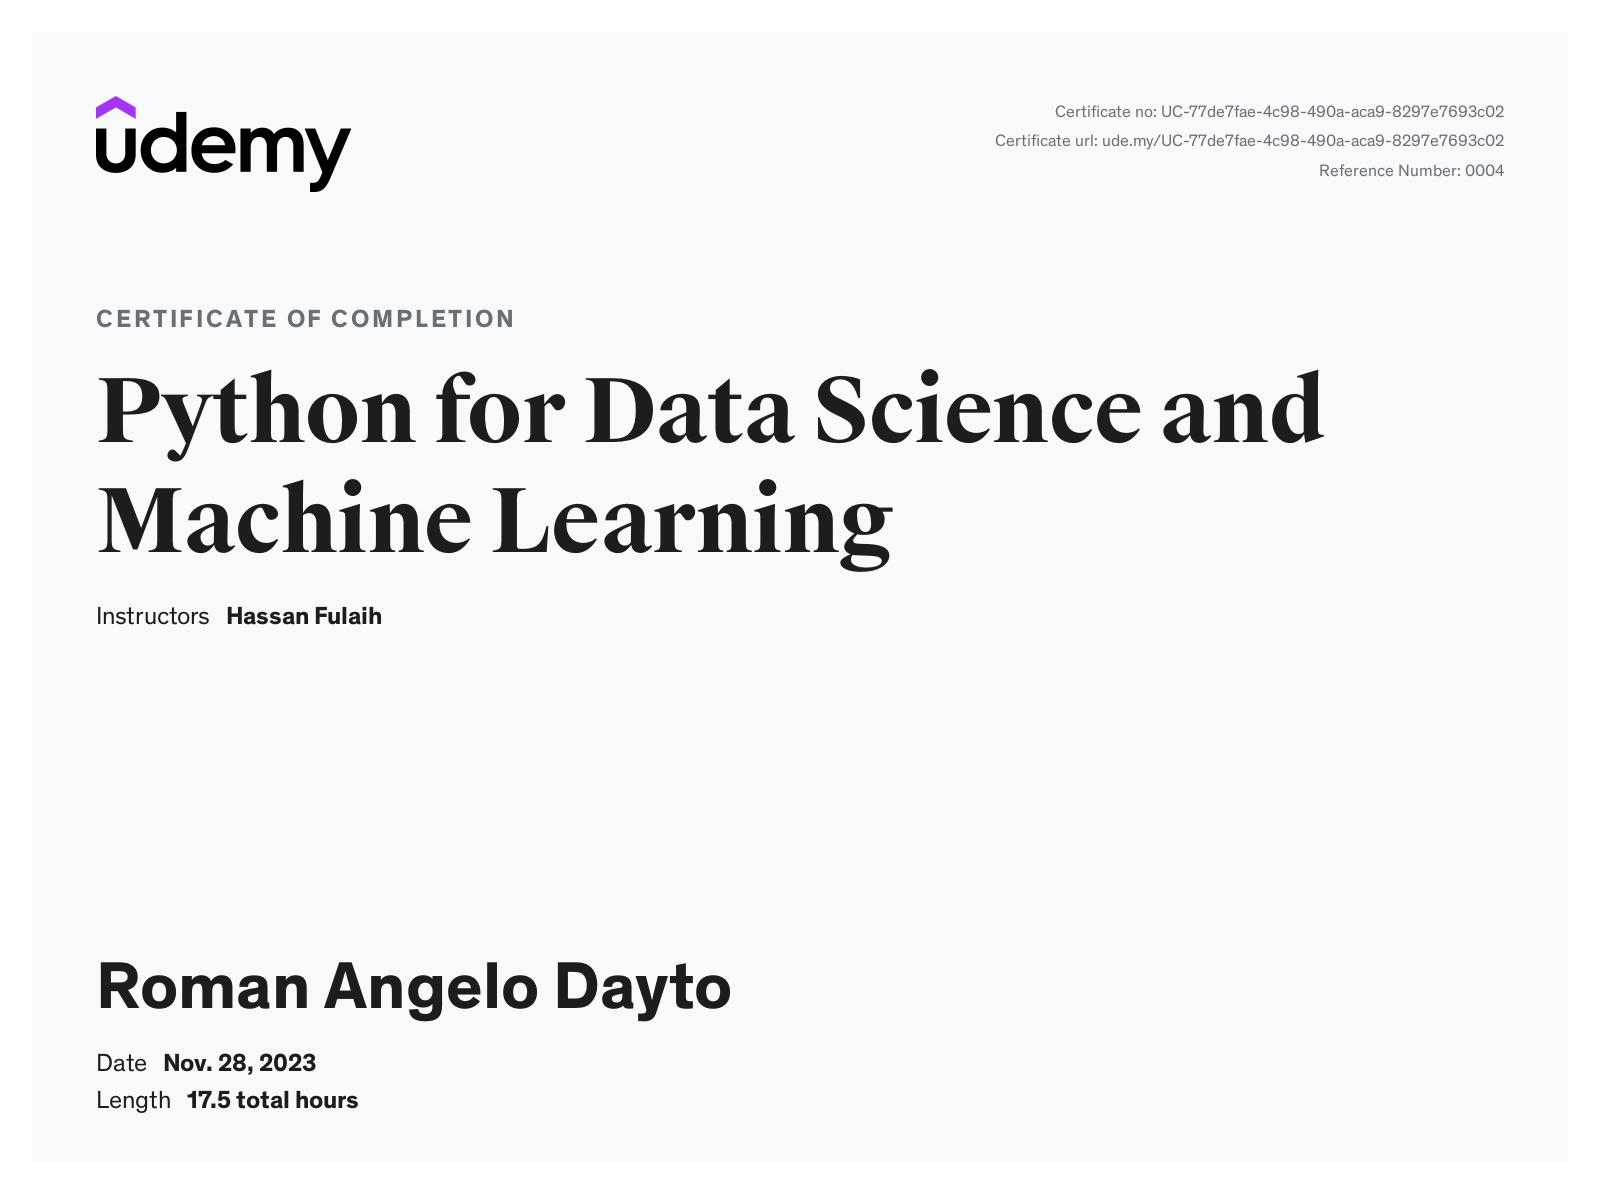 udemy
Certificate no: UC-77de7fae-4c98-490a-aca9-8297e7693c02
Certificate url: ude.my/UC-77de7fae-4c98-490a-aca9-8297e7693c02
Reference Number: 0004
CERTIFICATE OF COMPLETION
Python for Data Science and
Machine Learning
Instructors Hassan Fulaih
Roman Angelo Dayto
Date Nov. 28, 2023
Length 17.5 total hours